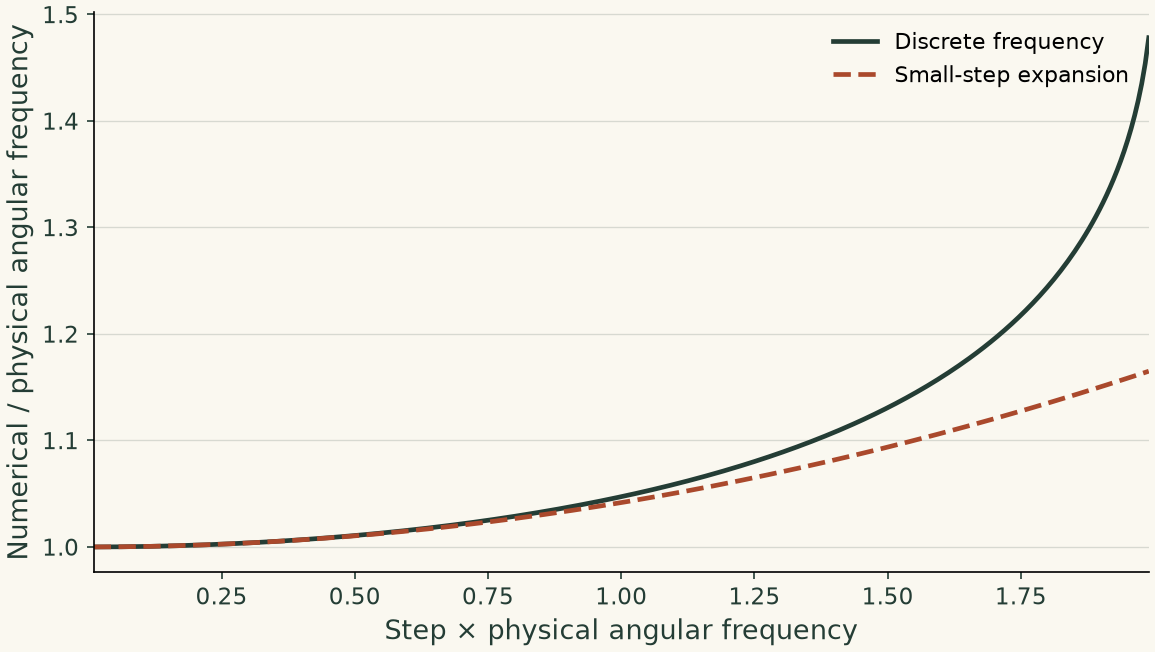 Numerical / physical angular frequency
1.5
1.4
1.3
1.2
1.1
1.0
Discrete frequency
Small-step expansion
0.25 0.50 0.75 1.00 1.25 1.50 1.75
Step × physical angular frequency